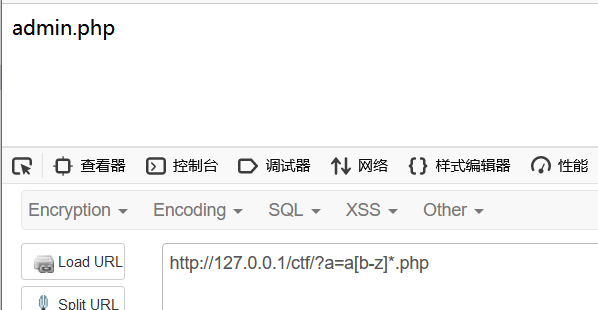 admin.php
查看器 控制台 调试器 网络 样式编辑器 性能
Encryption Encoding SQL XSS Other
Load URL http://127.0.0.1/ctf/?a=a[b-z]*.php
Split URL